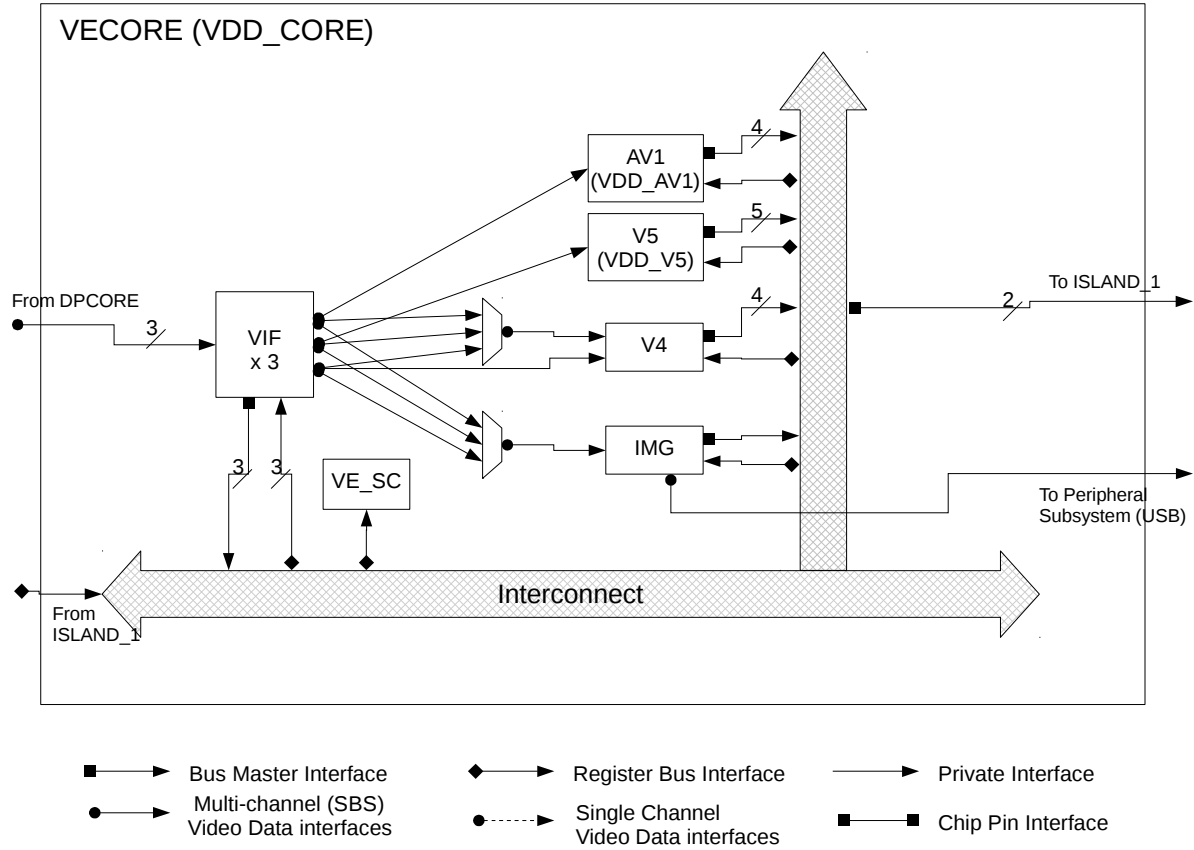 VECORE (VDD_CORE)
4
AV1
(VDD_AV1)
5
V5
(VDD_V5)
From DPCORE
3
VIF
x 3
4
V4
2
To ISLAND_1
IMG
3
3
VE_SC
To Peripheral
Subsystem (USB)
Interconnect
From
ISLAND_1
Bus Master Interface
Register Bus Interface
Private Interface
Multi-channel (SBS)
Video Data interfaces
Single Channel
Video Data interfaces
Chip Pin Interface